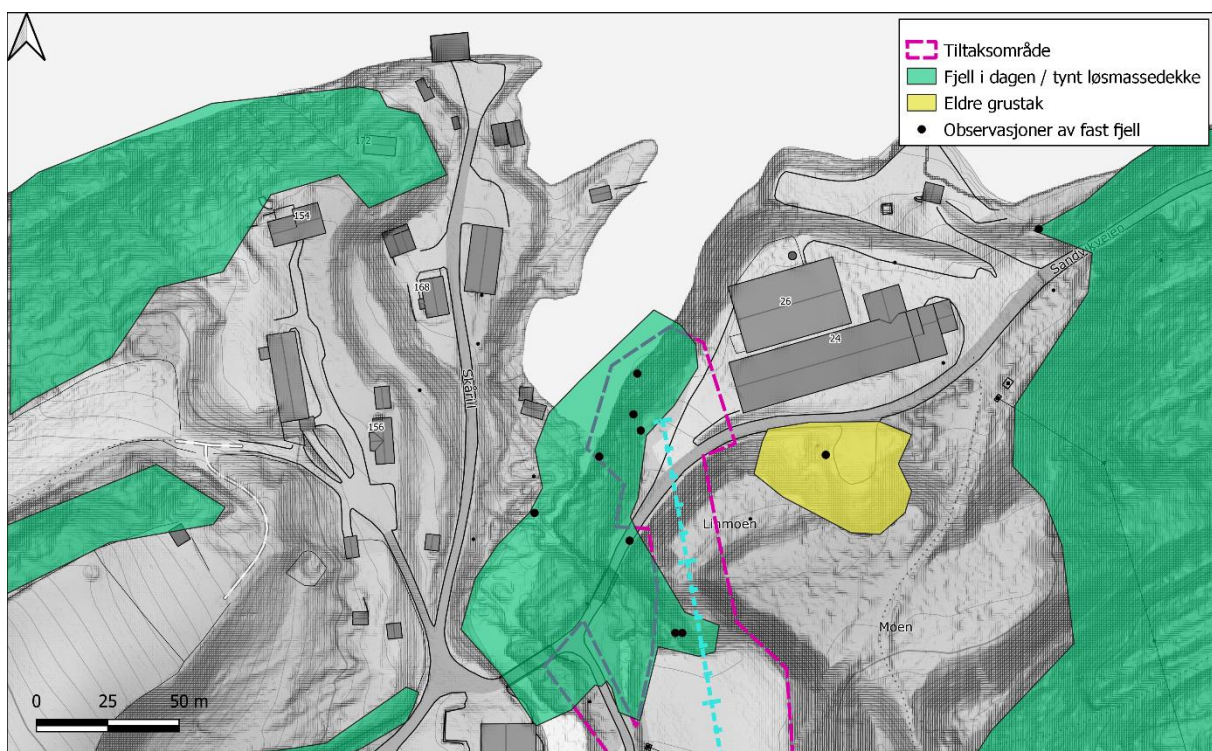 Tiltaksområde
Fjell i dagen / tynt løsmassedekke
Eldre grustak
Observasjoner av fast fjell
172
154
Sandvikveien
168
26
24
Skårlil
156
Linmoen
Moen
0 25 50 m